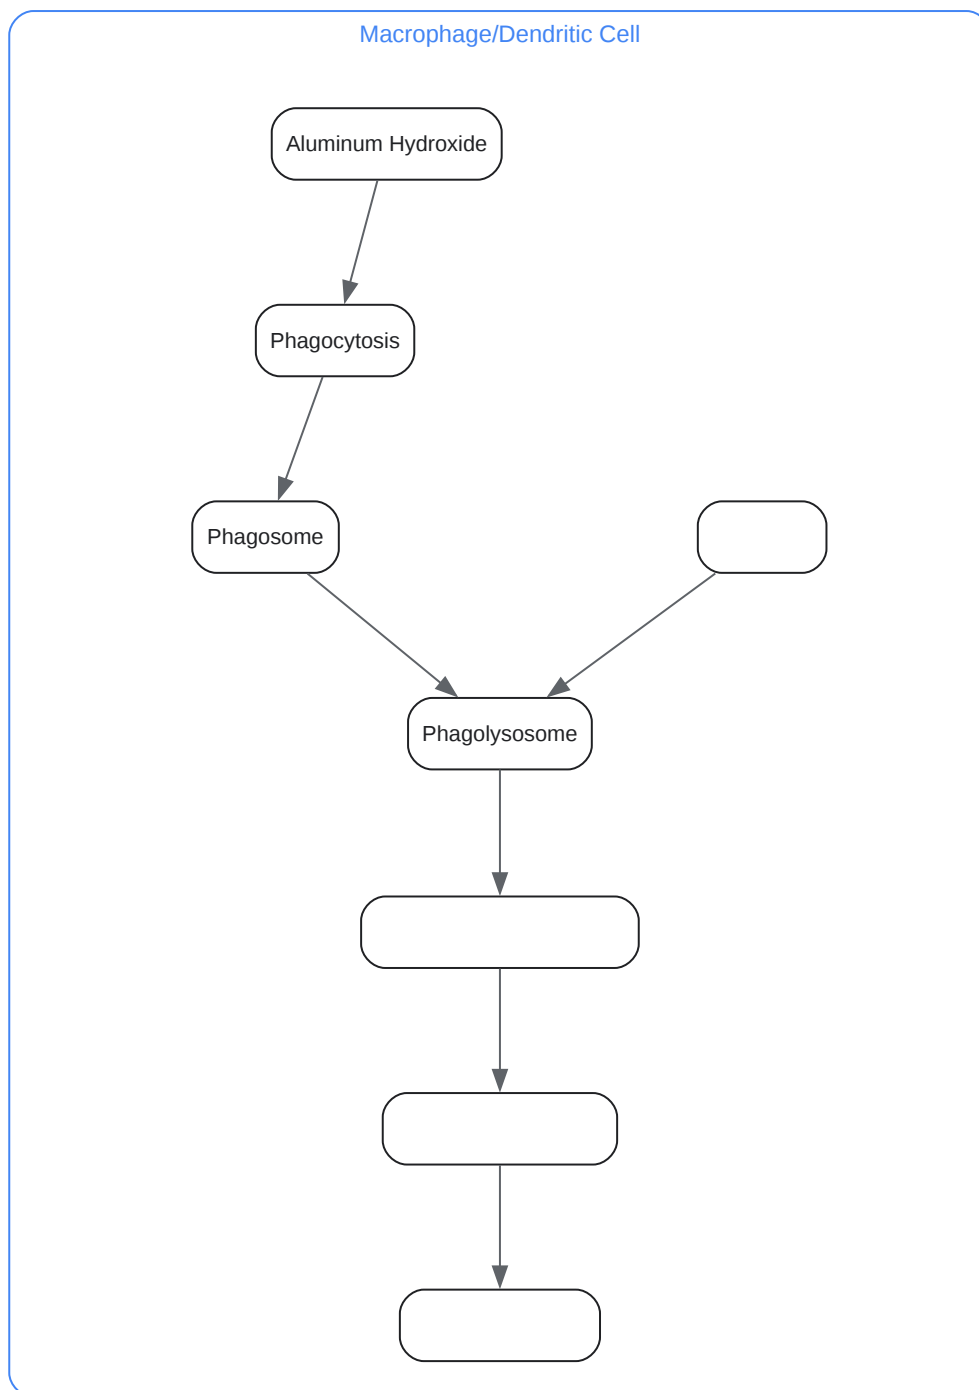 Macrophage/Dendritic Cell
Aluminum Hydroxide
Phagocytosis
Phagosome
Phagolysosome